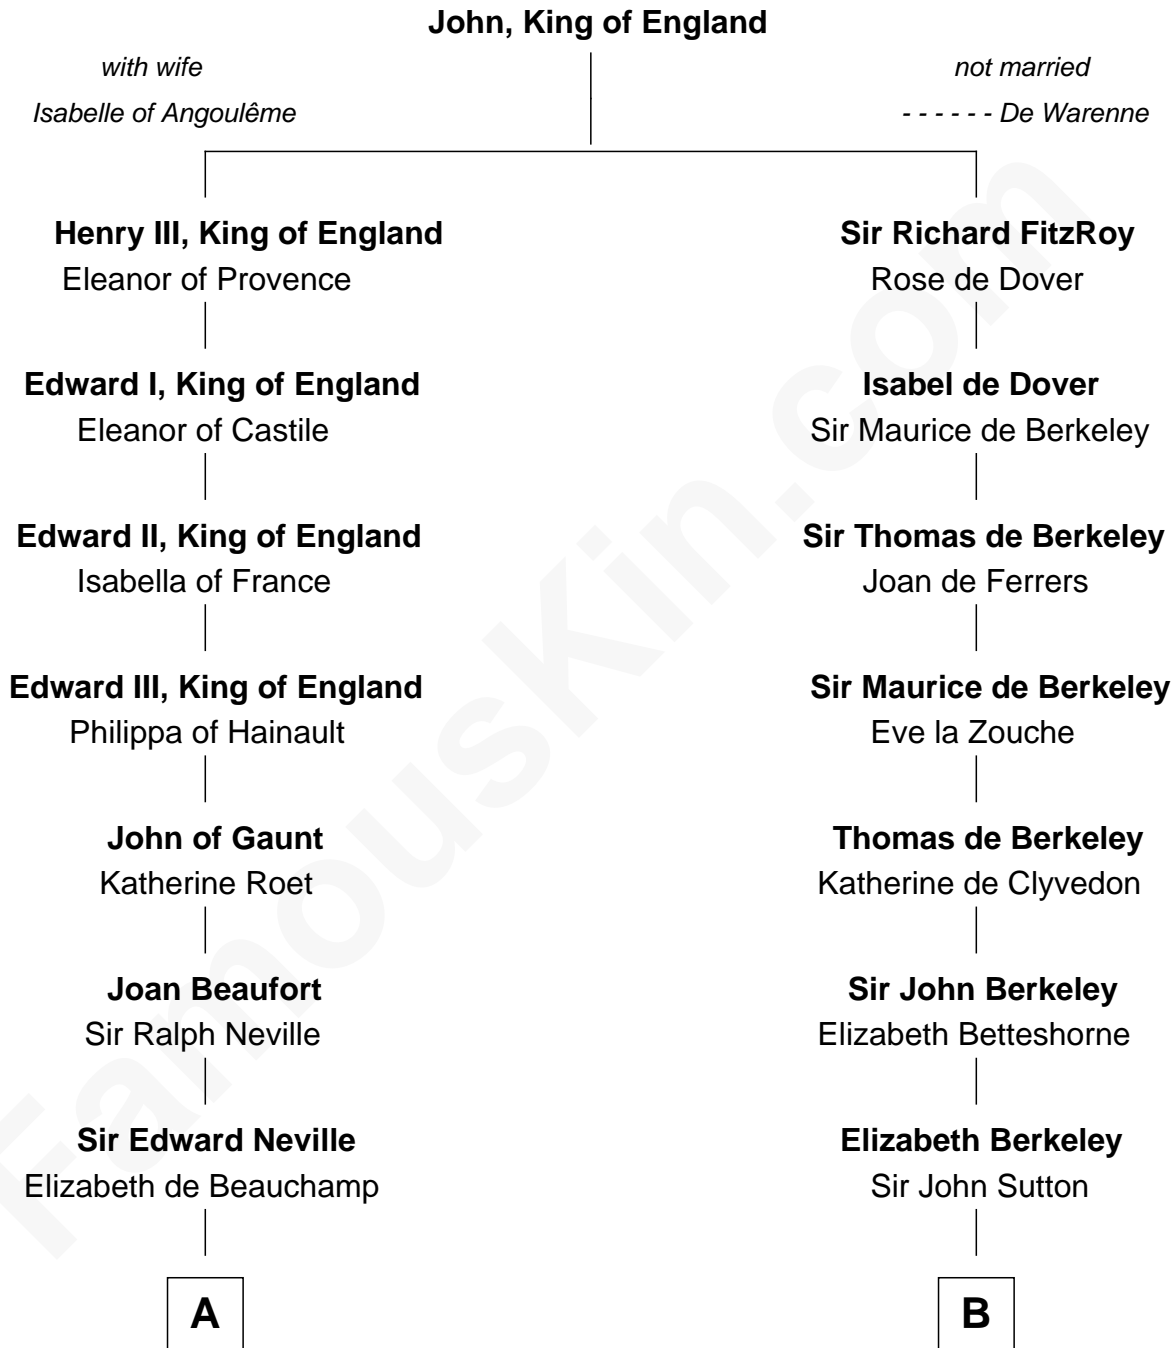 John, King of England
with wife
Isabelle of Angoulême
not married
- - - - - - De Warenne
Henry III, King of England
Eleanor of Provence
Sir Richard FitzRoy
Rose de Dover
Edward I, King of England
Eleanor of Castile
Isabel de Dover
Sir Maurice de Berkeley
Edward II, King of England
Isabella of France
Sir Thomas de Berkeley
Joan de Ferrers
Edward III, King of England
Philippa of Hainault
Sir Maurice de Berkeley
Eve la Zouche
John of Gaunt
Katherine Roet
Thomas de Berkeley
Katherine de Clyvedon
Joan Beaufort
Sir Ralph Neville
Sir John Berkeley
Elizabeth Betteshorne
Sir Edward Neville
Elizabeth de Beauchamp
Elizabeth Berkeley
Sir John Sutton
A
B
FamousKin.com